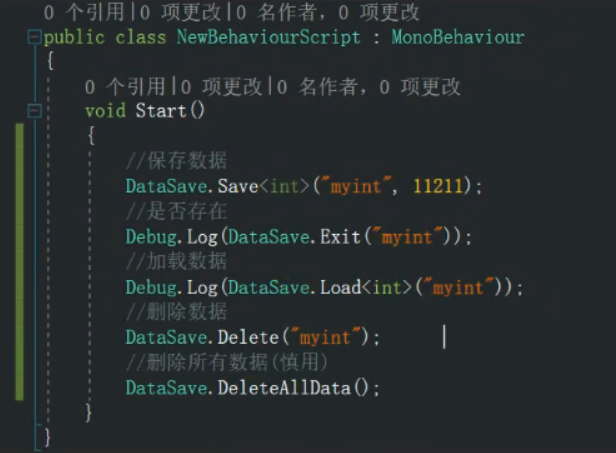 0 个引用|0 项更改|0 名作者，0 项更改
public class NewBehaviourScript : MonoBehaviour
{
0 个引用|0 项更改|0 名作者，0 项更改
void Start()
{
//保存数据
DataSave.Save<int>("myint", 11211);
//是否存在
Debug.Log(DataSave.Exit("myint"));
//加载数据
Debug.Log(DataSave.Load<int>("myint"));
//删除数据
DataSave.Delete("myint");
//删除所有数据(慎用)
DataSave.DeleteAllData();
}
}